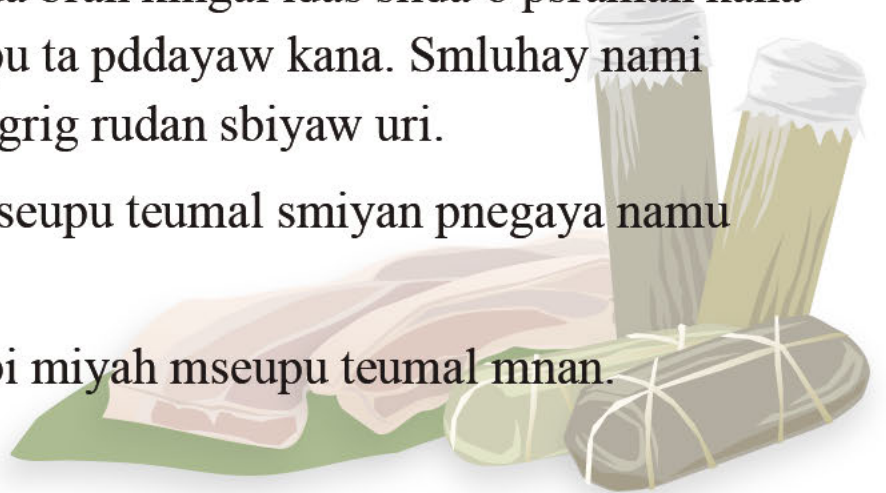 pu ta pddayaw kana. Smluhay nami
grig rudan sbiyaw uri.
seupu teumal smiyan pnegaya namu
miyah mseupu teumal mnan.